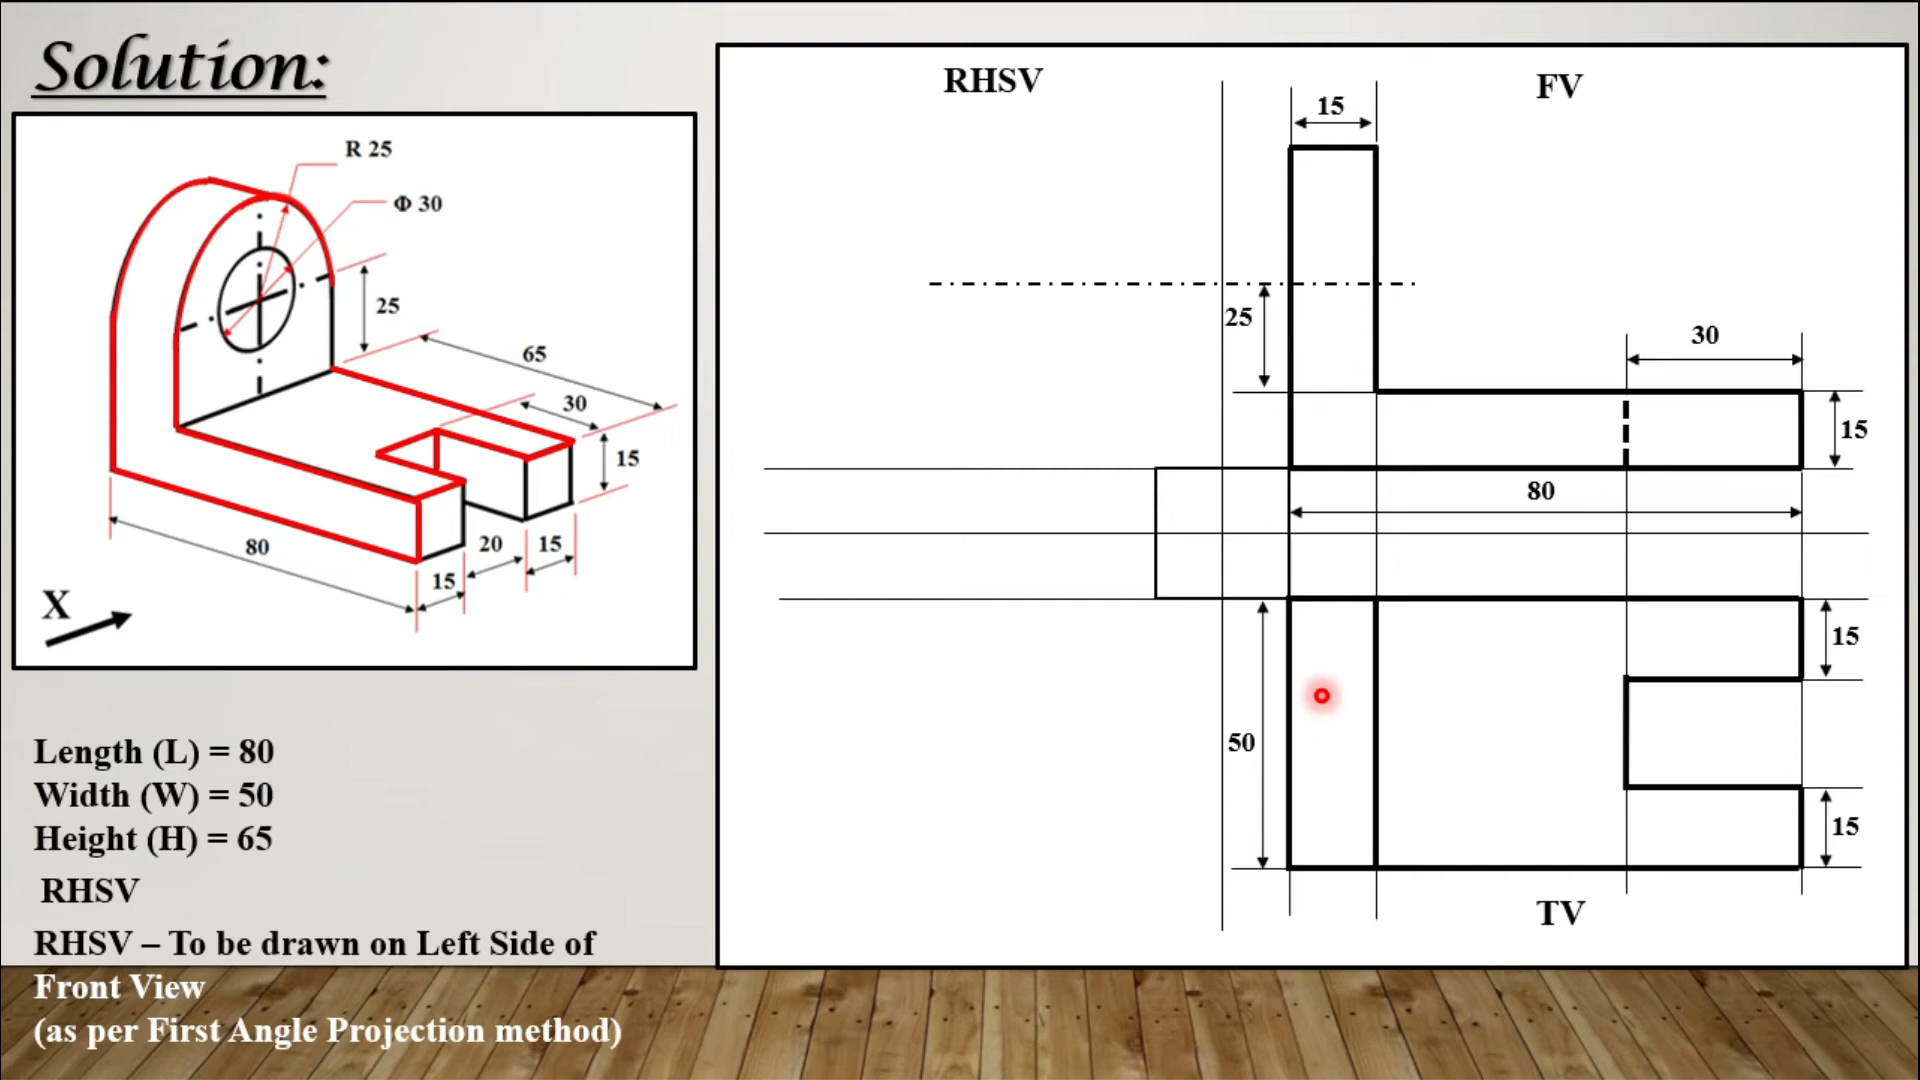 Solution:
R 25
Φ 30
25
65
30
15
80
20
15
15
X
Length (L) = 80
Width (W) = 50
Height (H) = 65
RHSV
RHSV – To be drawn on Left Side of
Front View
(as per First Angle Projection method)
RHSV
FV
15
25
30
15
80
15
50
15
TV